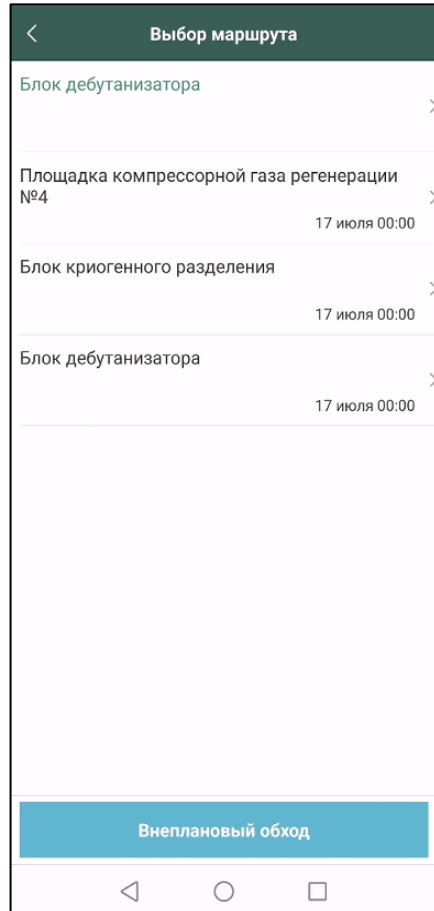 Выбор маршрута
Блок дебутанизатора
Площадка компрессорной газа регенерации
№4
17 июля 00:00
Блок криогенного разделения
17 июля 00:00
Блок дебутанизатора
17 июля 00:00
Внеплановый обход